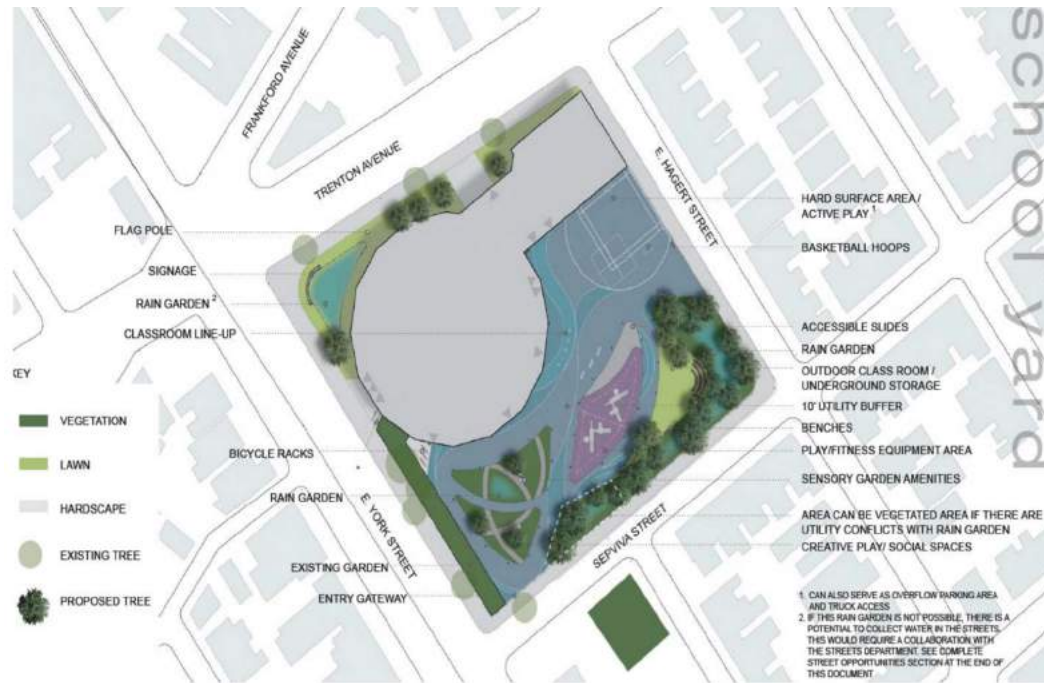 school yard
FRANKFORD AVENUE
TRENTON AVENUE
E. HAGERT STREET
E. YORK STREET
SEPVIVA STREET
FLAG POLE
SIGNAGE
RAIN GARDEN 2
CLASSROOM LINE-UP
KEY
VEGETATION
LAWN
HARDSCAPE
EXISTING TREE
PROPOSED TREE
BICYCLE RACKS
RAIN GARDEN
EXISTING GARDEN
ENTRY GATEWAY
HARD SURFACE AREA /
ACTIVE PLAY 1
BASKETBALL HOOPS
ACCESSIBLE SLIDES
RAIN GARDEN
OUTDOOR CLASS ROOM /
UNDERGROUND STORAGE
10' UTILITY BUFFER
BENCHES
PLAY/FITNESS EQUIPMENT AREA
SENSORY GARDEN AMENITIES
AREA CAN BE VEGETATED AREA IF THERE ARE
UTILITY CONFLICTS WITH RAIN GARDEN
CREATIVE PLAY/ SOCIAL SPACES
1. CAN ALSO SERVE AS OVERFLOW PARKING AREA
AND TRUCK ACCESS
2. IF THIS RAIN GARDEN IS NOT POSSIBLE, THERE IS A
POTENTIAL TO COLLECT WATER IN THE STREETS.
THIS WOULD REQUIRE A COLLABORATION WITH
THE STREETS DEPARTMENT. SEE COMPLETE
STREET OPPORTUNITIES SECTION AT THE END OF
THIS DOCUMENT